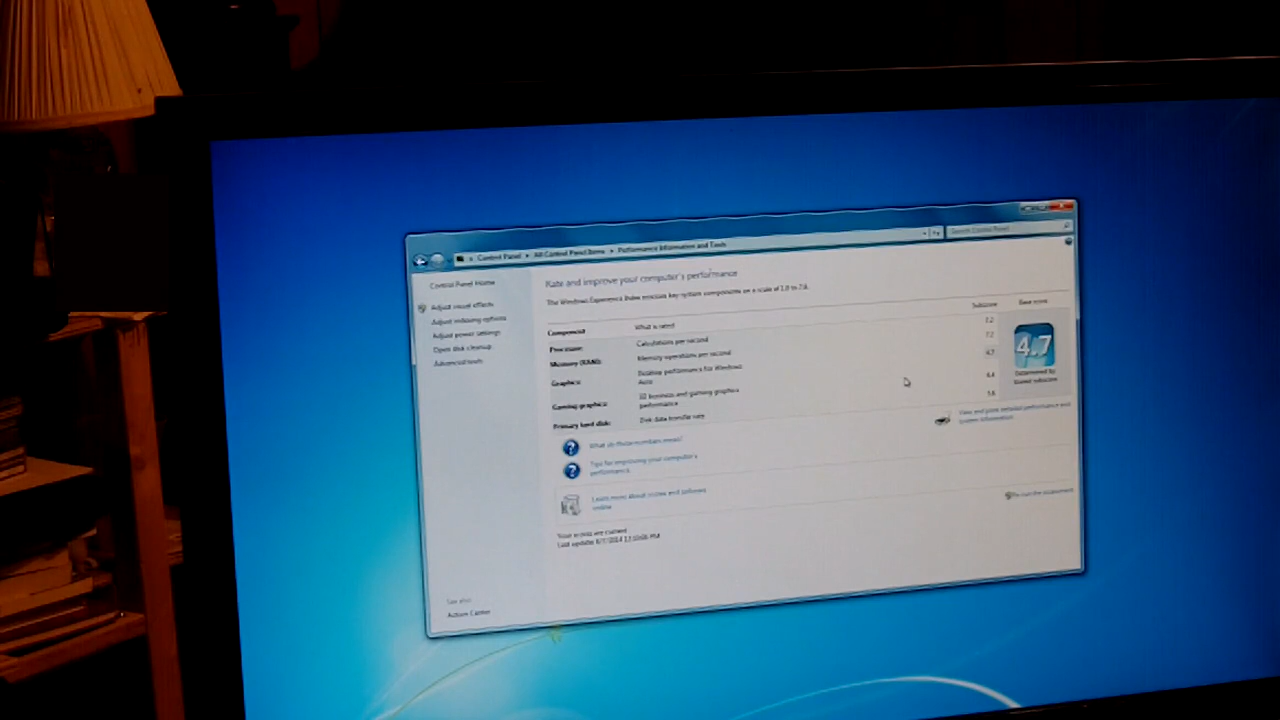 Control Panel ▸ All Control Panel Items ▸ Performance Information and Tools
Search Control Panel
Control Panel Home
Adjust visual effects
Adjust indexing options
Adjust power settings
Open disk cleanup
Advanced tools
Rate and improve your computer's performance
The Windows Experience Index assesses key system components on a scale of 1.0 to 7.9.
Component What is rated Subscore Base score
Processor: Calculations per second 7.2
Memory (RAM): Memory operations per second 7.2
Graphics: Desktop performance for Windows Aero 4.7
Gaming graphics: 3D business and gaming graphics performance 6.4
Primary hard disk: Disk data transfer rate 5.8
4.7
Determined by
lowest subscore
View and print detailed performance and
system information
What do these numbers mean?
Tips for improving your computer's
performance.
Learn more about scores and software
online
Re-run the assessment
Your scores are current
Last update: PM
See also
Action Center